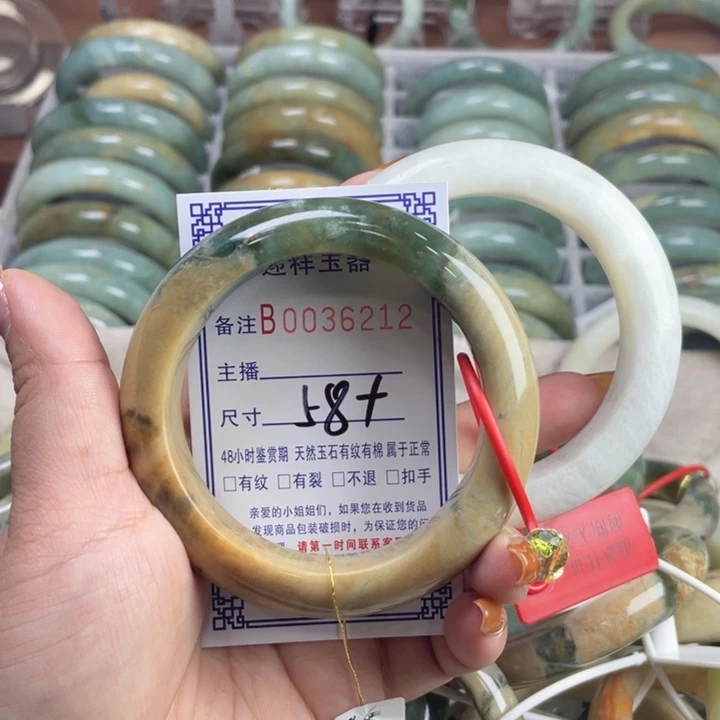 祥玉器
备注B0036212
主播
尺寸 58+
48小时鉴赏期 天然玉石有纹有棉 属于正常
□有纹 □有裂 □不退 □扣手
亲爱的小姐姐们，如果您在收到货品
发现商品包装破损时，为保证您的
请第一时间联系客